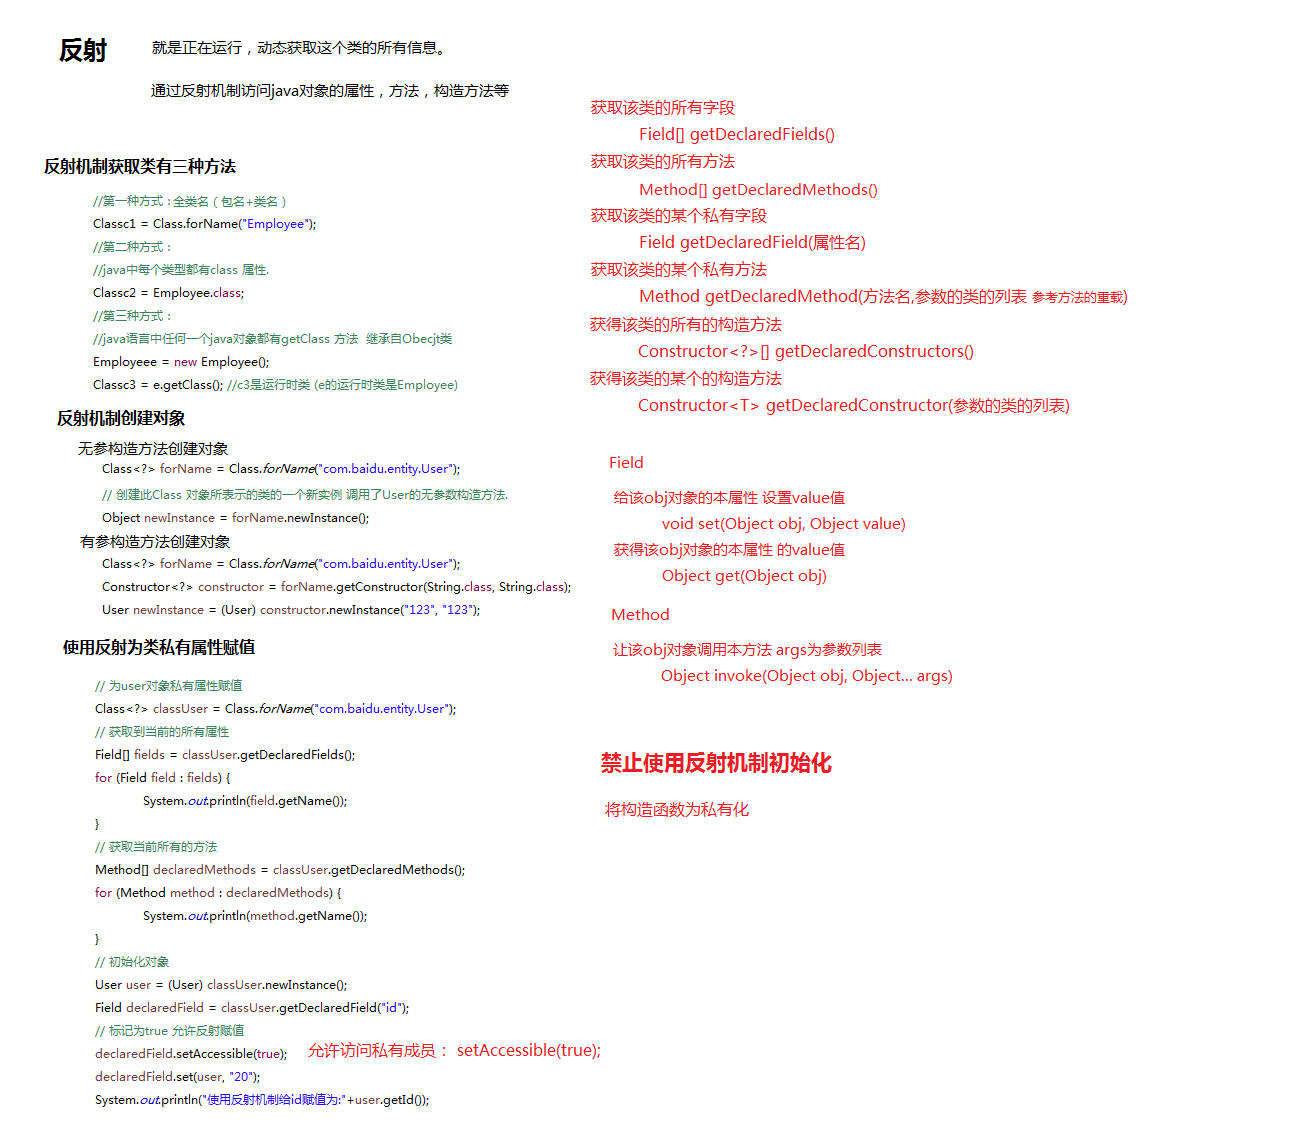 反射
就是正在运行，动态获取这个类的所有信息。
通过反射机制访问java对象的属性，方法，构造方法等
反射机制获取类有三种方法
//第一种方式：全类名（包名+类名）
Classc1 = Class.forName("Employee");
//第二种方式：
//java中每个类型都有class 属性.
Classc2 = Employee.class;
//第三种方式：
//java语言中任何一个java对象都有getClass 方法  继承自Obecjt类
Employeee = new Employee();
Classc3 = e.getClass(); //c3是运行时类 (e的运行时类是Employee)
反射机制创建对象
无参构造方法创建对象
Class<?> forName = Class.forName("com.baidu.entity.User");
// 创建此Class 对象所表示的类的一个新实例 调用了User的无参数构造方法.
Object newInstance = forName.newInstance();
有参构造方法创建对象
Class<?> forName = Class.forName("com.baidu.entity.User");
Constructor<?> constructor = forName.getConstructor(String.class, String.class);
User newInstance = (User) constructor.newInstance("123", "123");
使用反射为类私有属性赋值
// 为user对象私有属性赋值
Class<?> classUser = Class.forName("com.baidu.entity.User");
// 获取到当前的所有属性
Field[] fields = classUser.getDeclaredFields();
for (Field field : fields) {
System.out.println(field.getName());
}
// 获取当前所有的方法
Method[] declaredMethods = classUser.getDeclaredMethods();
for (Method method : declaredMethods) {
System.out.println(method.getName());
}
// 初始化对象
User user = (User) classUser.newInstance();
Field declaredField = classUser.getDeclaredField("id");
// 标记为true 允许反射赋值
declaredField.setAccessible(true);
允许访问私有成员： setAccessible(true);
declaredField.set(user, "20");
System.out.println("使用反射机制给id赋值为:"+user.getId());
获取该类的所有字段
Field[] getDeclaredFields()
获取该类的所有方法
Method[] getDeclaredMethods()
获取该类的某个私有字段
Field getDeclaredField(属性名)
获取该类的某个私有方法
Method getDeclaredMethod(方法名,参数的类的列表 参考方法的重载)
获得该类的所有的构造方法
Constructor<?>[] getDeclaredConstructors()
获得该类的某个的构造方法
Constructor<T> getDeclaredConstructor(参数的类的列表)
Field
给该obj对象的本属性 设置value值
void set(Object obj, Object value)
获得该obj对象的本属性 的value值
Object get(Object obj)
Method
让该obj对象调用本方法 args为参数列表
Object invoke(Object obj, Object... args)
禁止使用反射机制初始化
将构造函数为私有化